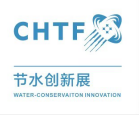 CHTF
节水创新展
WATER-CONSERVAITON INNOVATION